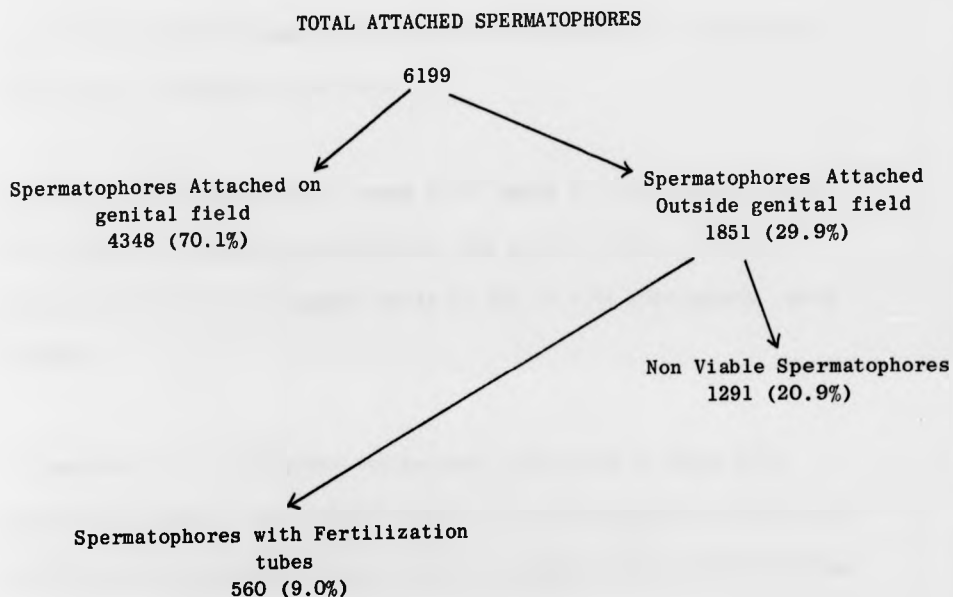 TOTAL ATTACHED SPERMATOPHORES
6199
Spermatophores Attached on
genital field
4348 (70.1%)
Spermatophores Attached
Outside genital field
1851 (29.9%)
Non Viable Spermatophores
1291 (20.9%)
Spermatophores with Fertilization
tubes
560 (9.0%)